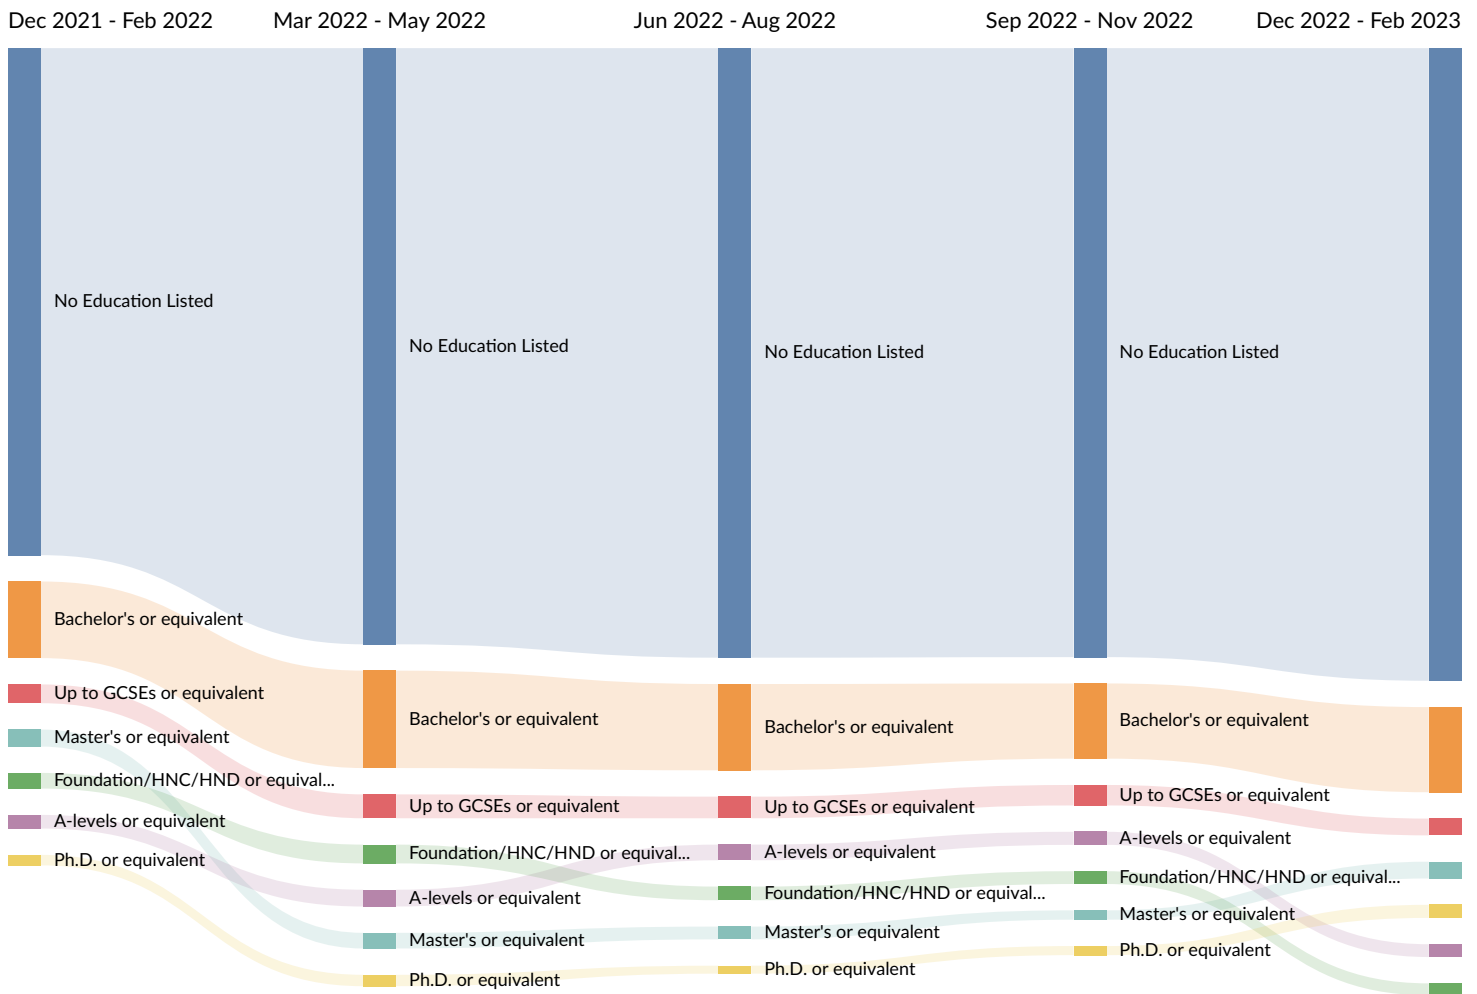 Dec 2021 - Feb 2022
Mar 2022 - May 2022
Jun 2022 - Aug 2022
Sep 2022 - Nov 2022
Dec 2022 - Feb 2023
No Education Listed
Bachelor's or equivalent
Up to GCSEs or equivalent
Master's or equivalent
Foundation/HNC/HND or equival...
A-levels or equivalent
Ph.D. or equivalent
No Education Listed
Bachelor's or equivalent
Up to GCSEs or equivalent
Foundation/HNC/HND or equival...
A-levels or equivalent
Master's or equivalent
Ph.D. or equivalent
No Education Listed
Bachelor's or equivalent
Up to GCSEs or equivalent
A-levels or equivalent
Foundation/HNC/HND or equival...
Master's or equivalent
Ph.D. or equivalent
No Education Listed
Bachelor's or equivalent
Up to GCSEs or equivalent
A-levels or equivalent
Foundation/HNC/HND or equival...
Master's or equivalent
Ph.D. or equivalent